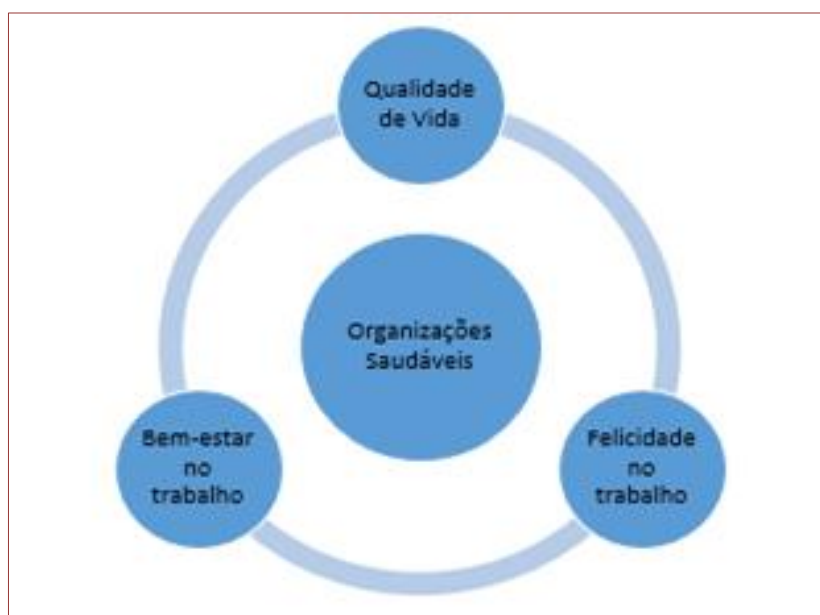 Qualidade
de Vida
Organizações
Saudáveis
Bem-estar
no
trabalho
Felicidade
no
trabalho